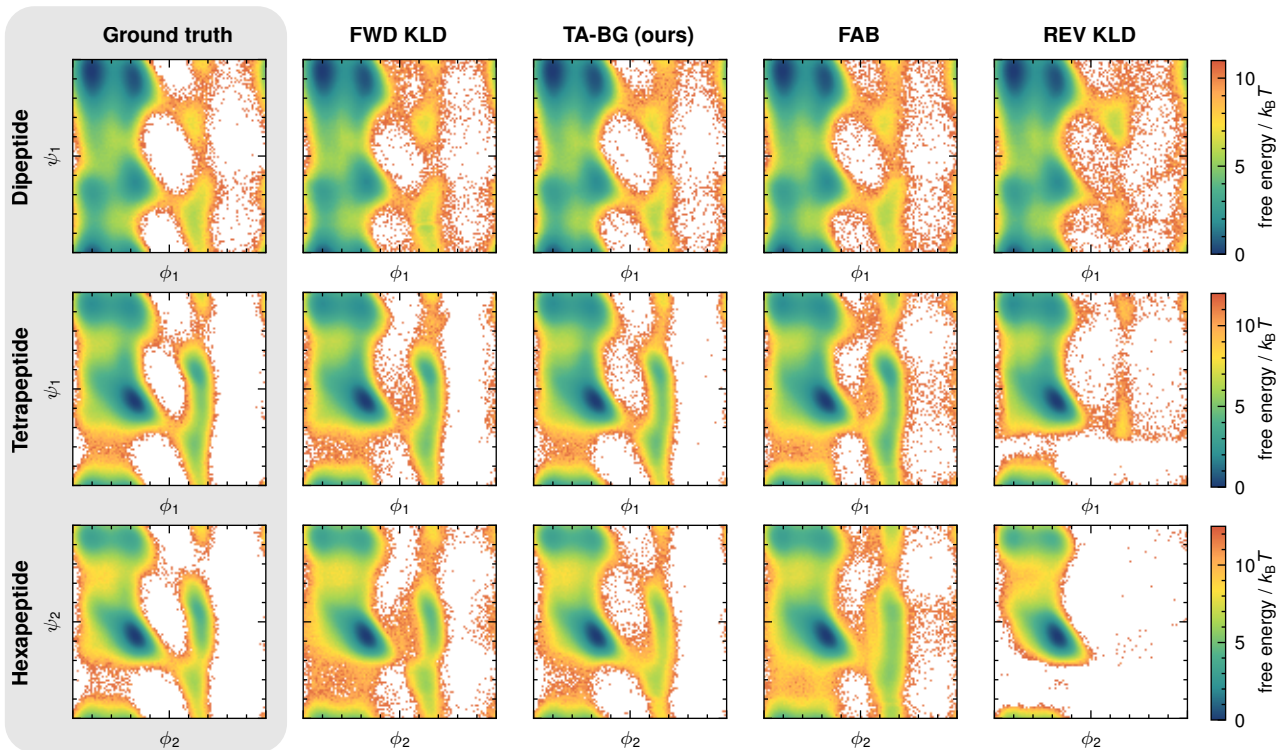 Ground truth
FWD KLD
TA-BG (ours)
FAB
REV KLD
Dipeptide
ψ1
ϕ1
ϕ1
ϕ1
ϕ1
ϕ1
10
5
0
free energy / kBT
Tetrapeptide
ψ1
ϕ1
ϕ1
ϕ1
ϕ1
ϕ1
10
5
0
free energy / kBT
Hexapeptide
ψ2
ϕ2
ϕ2
ϕ2
ϕ2
ϕ2
10
5
0
free energy / kBT